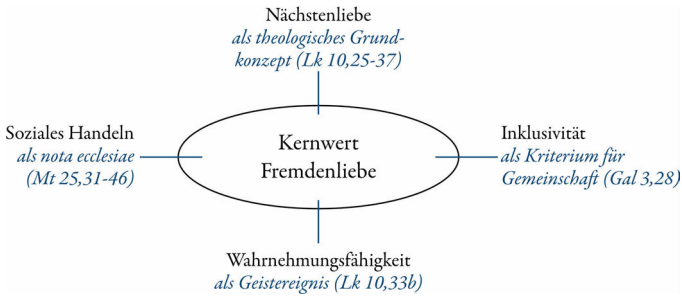 Nächstenliebe
als theologisches Grund-
konzept (Lk 10,25-37)
Soziales Handeln
als nota ecclesiae
(Mt 25,31-46)
Kernwert
Fremdenliebe
Inklusivität
als Kriterium für
Gemeinschaft (Gal 3,28)
Wahrnehmungsfähigkeit
als Geistereignis (Lk 10,33b)